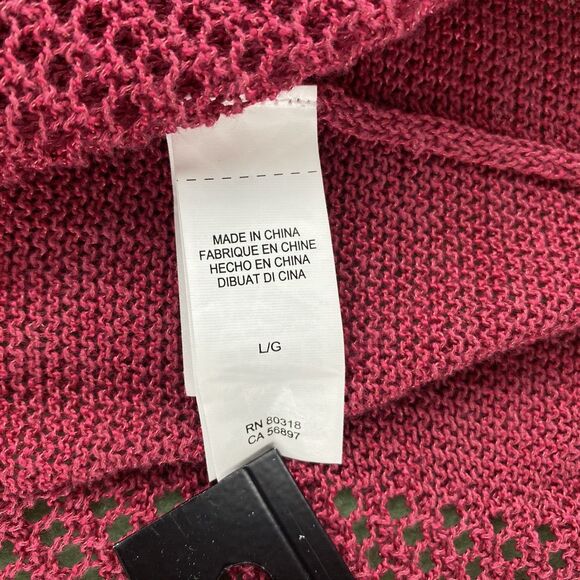 MADE IN CHINA
FABRIQUE EN CHINE
HECHO EN CHINA
DIBUAT DI CINA
L/G
RN 80318
CA 56897